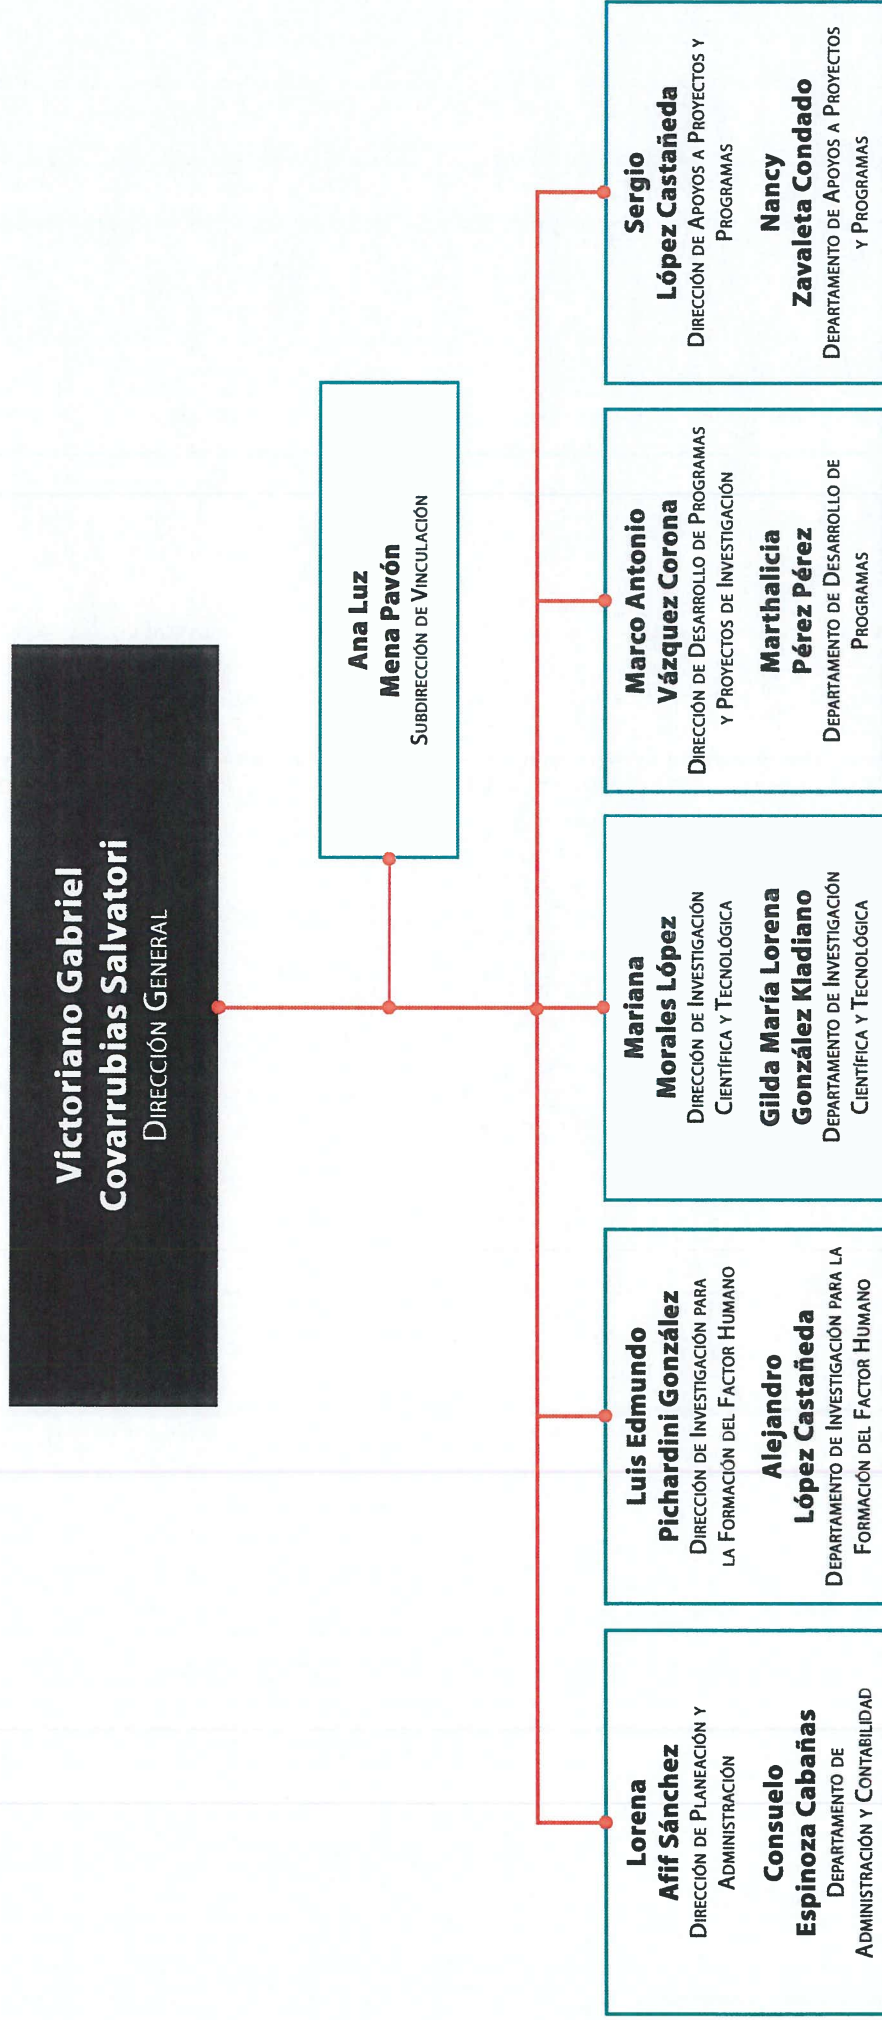 Victoriano Gabriel
Covarrubias Salvatori
Dirección General
Ana Luz
Mena Pavón
Subdirección de Vinculación
Lorena
Afif Sánchez
Dirección de Planeación y
Administración
Consuelo
Espinoza Cabañas
Departamento de
Administración y Contabilidad
Luis Edmundo
Pichardini González
Dirección de Investigación para
la Formación del Factor Humano
Alejandro
López Castañeda
Departamento de Investigación para la
Formación del Factor Humano
Mariana
Morales López
Dirección de Investigación
Científica y Tecnológica
Gilda María Lorena
González Kladiano
Departamento de Investigación
Científica y Tecnológica
Marco Antonio
Vázquez Corona
Dirección de Desarrollo de Programas
y Proyectos de Investigación
Marthalicia
Pérez Pérez
Departamento de Desarrollo de
Programas
Sergio
López Castañeda
Dirección de Apoyos a Proyectos y
Programas
Nancy
Zavaleta Condado
Departamento de Apoyos a Proyectos
y Programas